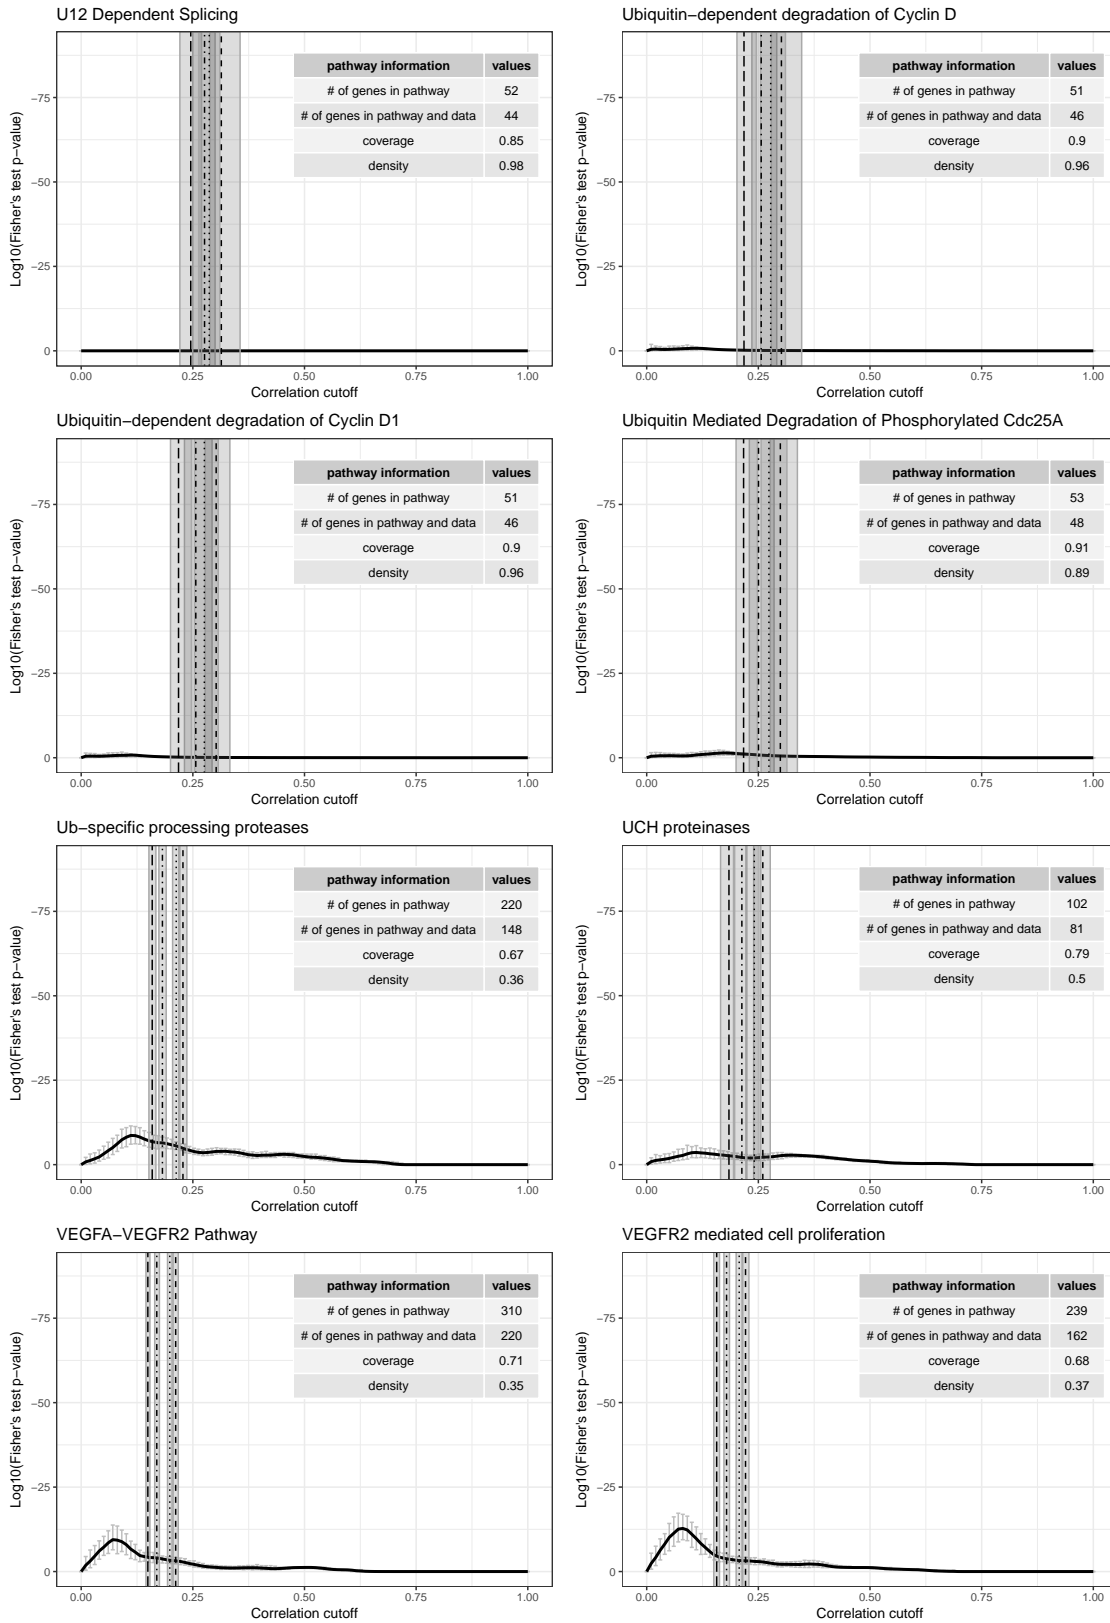 U12 Dependent Splicing
pathway information values
# of genes in pathway 52
# of genes in pathway and data 44
coverage 0.85
density 0.98
−75
−50
−25
0
Log10(Fisher's test p−value)
0.00 0.25 0.50 0.75 1.00
Correlation cutoff
Ubiquitin−dependent degradation of Cyclin D
pathway information values
# of genes in pathway 51
# of genes in pathway and data 46
coverage 0.9
density 0.96
−75
−50
−25
0
Log10(Fisher's test p−value)
0.00 0.25 0.50 0.75 1.00
Correlation cutoff
Ubiquitin−dependent degradation of Cyclin D1
pathway information values
# of genes in pathway 51
# of genes in pathway and data 46
coverage 0.9
density 0.96
−75
−50
−25
0
Log10(Fisher's test p−value)
0.00 0.25 0.50 0.75 1.00
Correlation cutoff
Ubiquitin Mediated Degradation of Phosphorylated Cdc25A
pathway information values
# of genes in pathway 53
# of genes in pathway and data 48
coverage 0.91
density 0.89
−75
−50
−25
0
Log10(Fisher's test p−value)
0.00 0.25 0.50 0.75 1.00
Correlation cutoff
Ub−specific processing proteases
pathway information values
# of genes in pathway 220
# of genes in pathway and data 148
coverage 0.67
density 0.36
−75
−50
−25
0
Log10(Fisher's test p−value)
0.00 0.25 0.50 0.75 1.00
Correlation cutoff
UCH proteinases
pathway information values
# of genes in pathway 102
# of genes in pathway and data 81
coverage 0.79
density 0.5
−75
−50
−25
0
Log10(Fisher's test p−value)
0.00 0.25 0.50 0.75 1.00
Correlation cutoff
VEGFA−VEGFR2 Pathway
pathway information values
# of genes in pathway 310
# of genes in pathway and data 220
coverage 0.71
density 0.35
−75
−50
−25
0
Log10(Fisher's test p−value)
0.00 0.25 0.50 0.75 1.00
Correlation cutoff
VEGFR2 mediated cell proliferation
pathway information values
# of genes in pathway 239
# of genes in pathway and data 162
coverage 0.68
density 0.37
−75
−50
−25
0
Log10(Fisher's test p−value)
0.00 0.25 0.50 0.75 1.00
Correlation cutoff